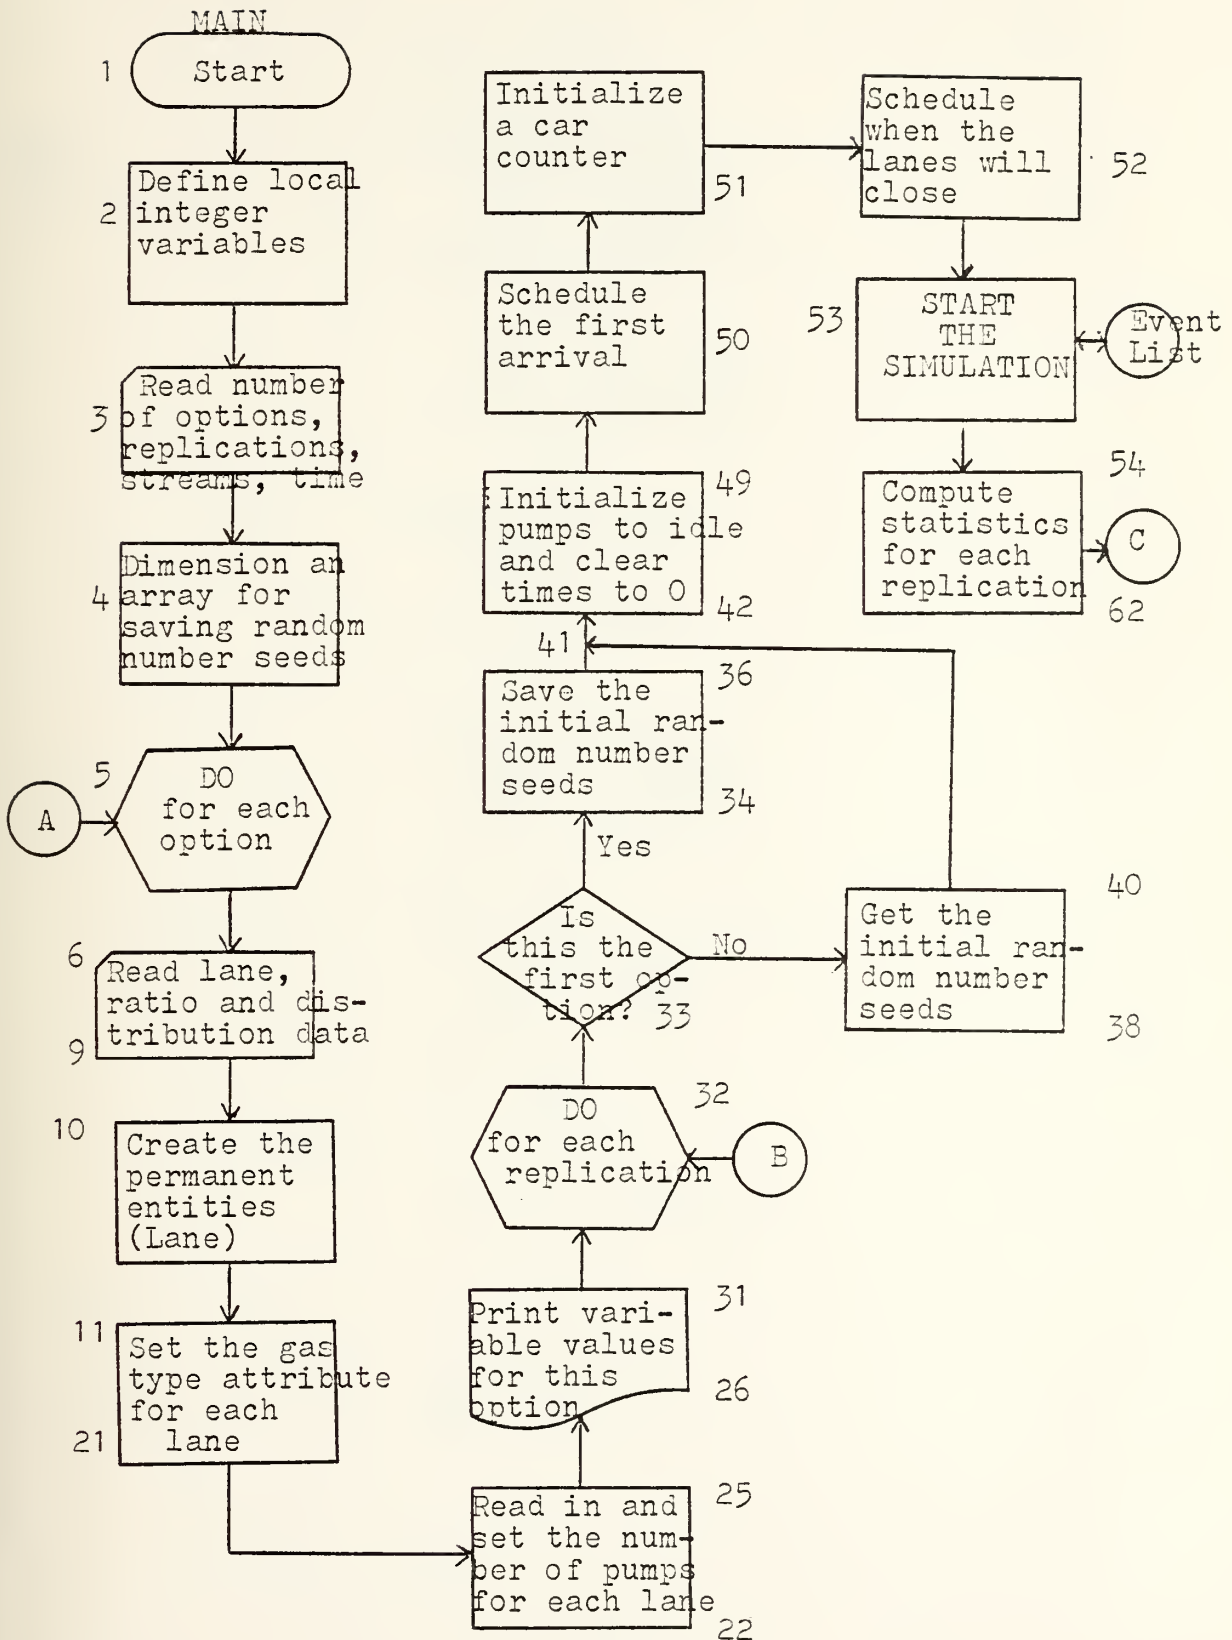 MAIN
1
Start
2
Define local
integer
variables
3
Read number
of options,
replications,
streams, time
4
Dimension an
array for
saving random
number seeds
5
DO
for each
option
A
6
Read lane,
ratio and dis-
tribution data
9
10
Create the
permanent
entities
(Lane)
11
Set the gas
type attribute
for each
lane
21
25
Read in and
set the num-
ber of pumps
for each lane
22
31
Print vari-
able values
for this
option
26
32
DO
for each
replication
B
Is
this the
first op-
tion?
33
Yes
No
36
Save the
initial ran-
dom number
seeds
34
40
Get the
initial ran-
dom number
seeds
38
41
49
Initialize
pumps to idle
and clear
times to 0
42
Schedule
the first
arrival
50
Initialize
a car
counter
51
Schedule
when the
lanes will
close
52
53
START
THE
SIMULATION
Event
List
54
Compute
statistics
for each
replication
C
62